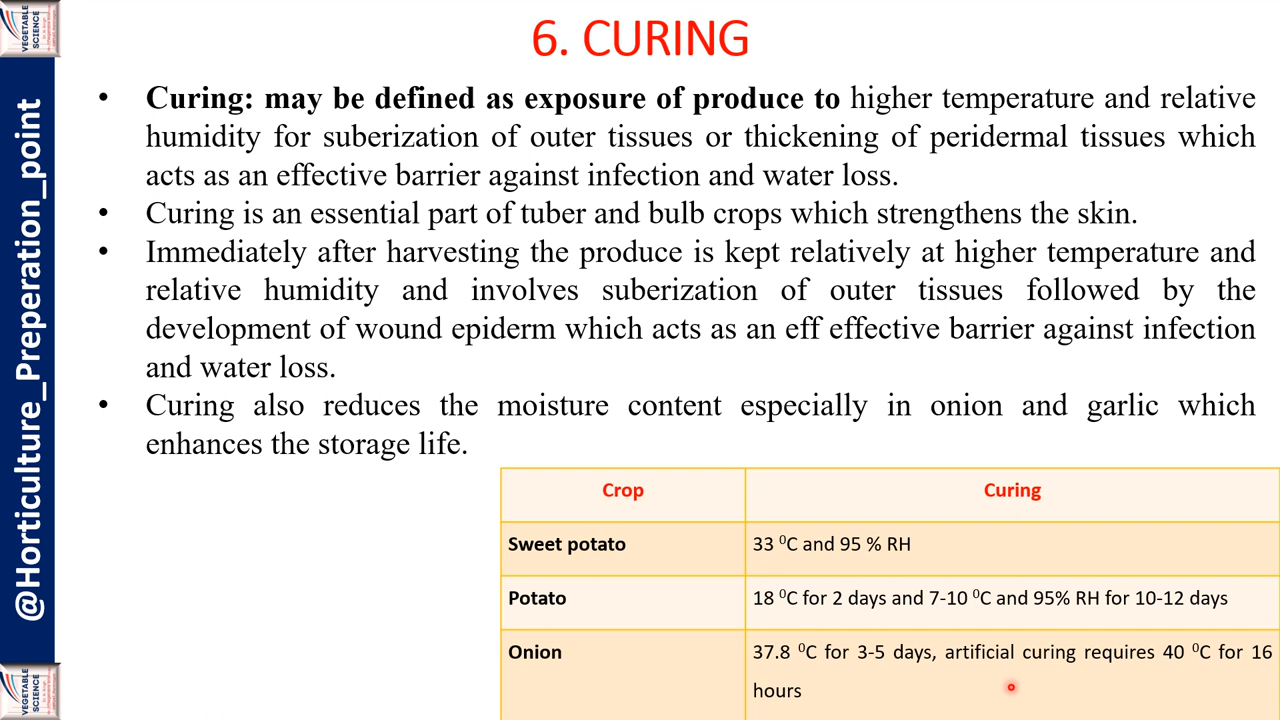 VEGETABLE
SCIENCE
6. CURING
@Horticulture_Preperation_point
• Curing: may be defined as exposure of produce to higher temperature and relative
humidity for suberization of outer tissues or thickening of peridermal tissues which
acts as an effective barrier against infection and water loss.
• Curing is an essential part of tuber and bulb crops which strengthens the skin.
• Immediately after harvesting the produce is kept relatively at higher temperature and
relative humidity and involves suberization of outer tissues followed by the
development of wound epiderm which acts as an eff effective barrier against infection
and water loss.
• Curing also reduces the moisture content especially in onion and garlic which
enhances the storage life.
Crop Curing
Sweet potato 33 ⁰C and 95 % RH
Potato 18 ⁰C for 2 days and 7-10 ⁰C and 95% RH for 10-12 days
Onion 37.8 ⁰C for 3-5 days, artificial curing requires 40 ⁰C for 16
hours
VEGETABLE
SCIENCE